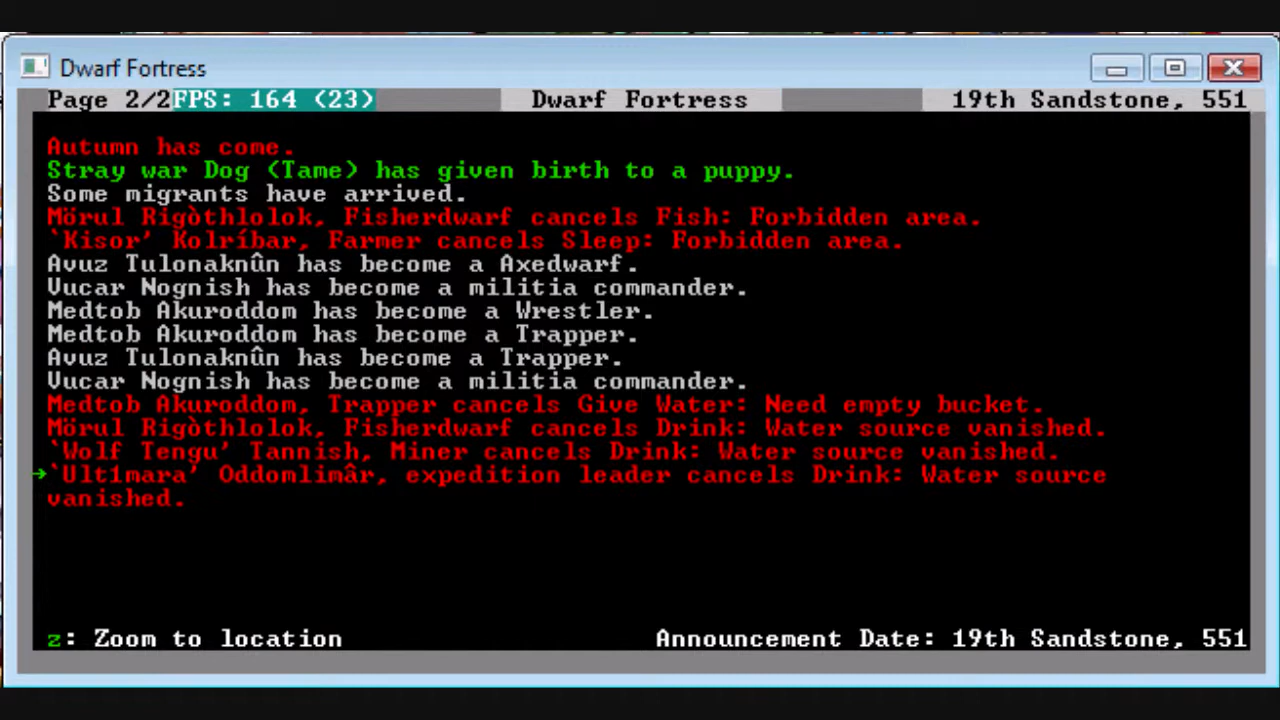 Dwarf Fortress
Page 2/2 FPS: 164 (23) Dwarf Fortress 19th Sandstone, 551
Autumn has come.
Stray war Dog (Tame) has given birth to a puppy.
Some migrants have arrived.
Mörul Rigòthlolok, Fisherdwarf cancels Fish: Forbidden area.
`Kisor' Kolríbar, Farmer cancels Sleep: Forbidden area.
Avuz Tulonaknûn has become a Axedwarf.
Vucar Nognish has become a militia commander.
Medtob Akuroddom has become a Wrestler.
Medtob Akuroddom has become a Trapper.
Avuz Tulonaknûn has become a Trapper.
Vucar Nognish has become a militia commander.
Medtob Akuroddom, Trapper cancels Give Water: Need empty bucket.
Mörul Rigòthlolok, Fisherdwarf cancels Drink: Water source vanished.
`Wolf Tengu' Tannish, Miner cancels Drink: Water source vanished.
→`Ult1mara' Oddomlimâr, expedition leader cancels Drink: Water source
vanished.
z: Zoom to location Announcement Date: 19th Sandstone, 551